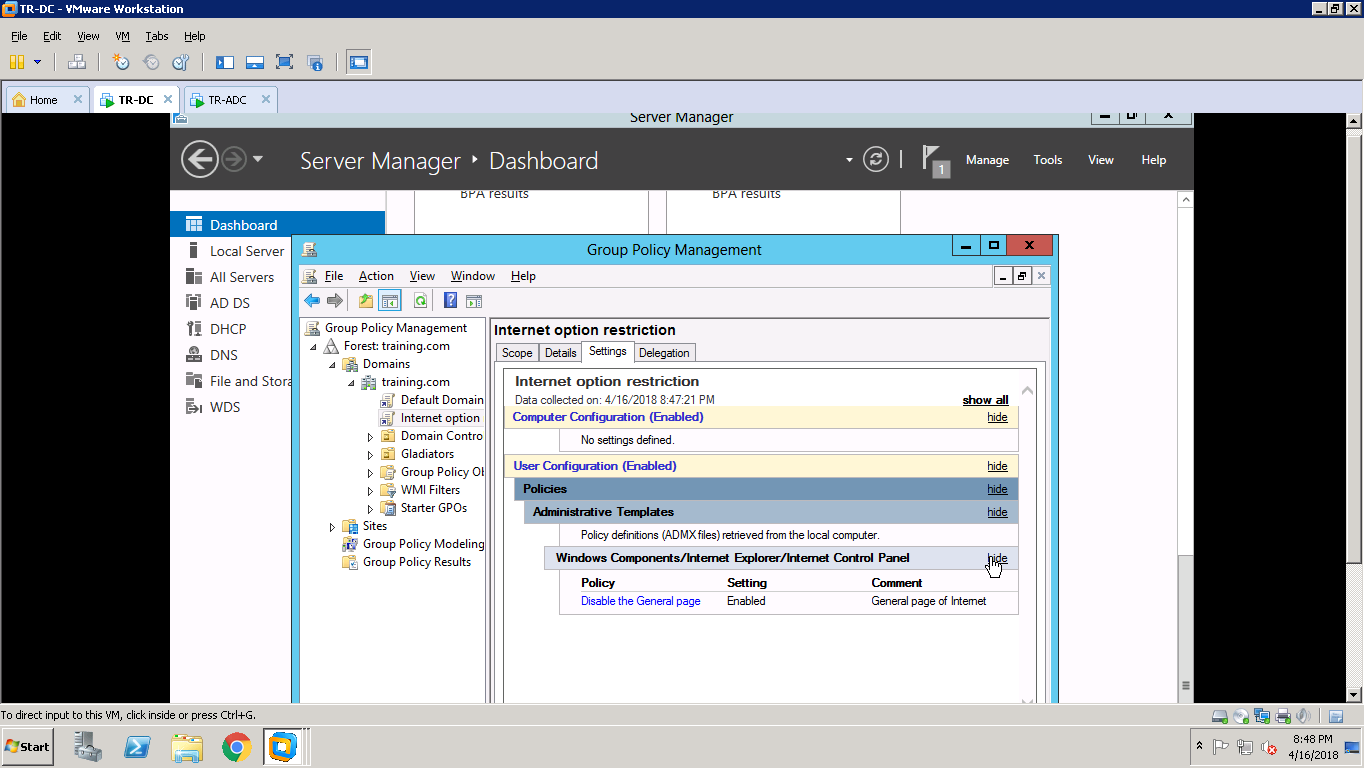 TR-DC - VMware Workstation
File Edit View VM Tabs Help
Home TR-DC TR-ADC
Server Manager
Server Manager Dashboard
1 Manage Tools View Help
BPA results BPA results
Dashboard
Local Server
All Servers
AD DS
DHCP
DNS
File and Stora
WDS
Group Policy Management
File Action View Window Help
Group Policy Management
Forest: training.com
Domains
training.com
Default Domain
Internet option
Domain Contro
Gladiators
Group Policy Ob
WMI Filters
Starter GPOs
Sites
Group Policy Modeling
Group Policy Results
Internet option restriction
Scope Details Settings Delegation
Internet option restriction
Data collected on: 4/16/2018 8:47:21 PM show all
Computer Configuration (Enabled) hide
No settings defined.
User Configuration (Enabled) hide
Policies hide
Administrative Templates hide
Policy definitions (ADMX files) retrieved from the local computer.
Windows Components/Internet Explorer/Internet Control Panel hide
Policy Setting Comment
Disable the General page Enabled General page of Internet
To direct input to this VM, click inside or press Ctrl+G.
Start
8:48 PM
4/16/2018